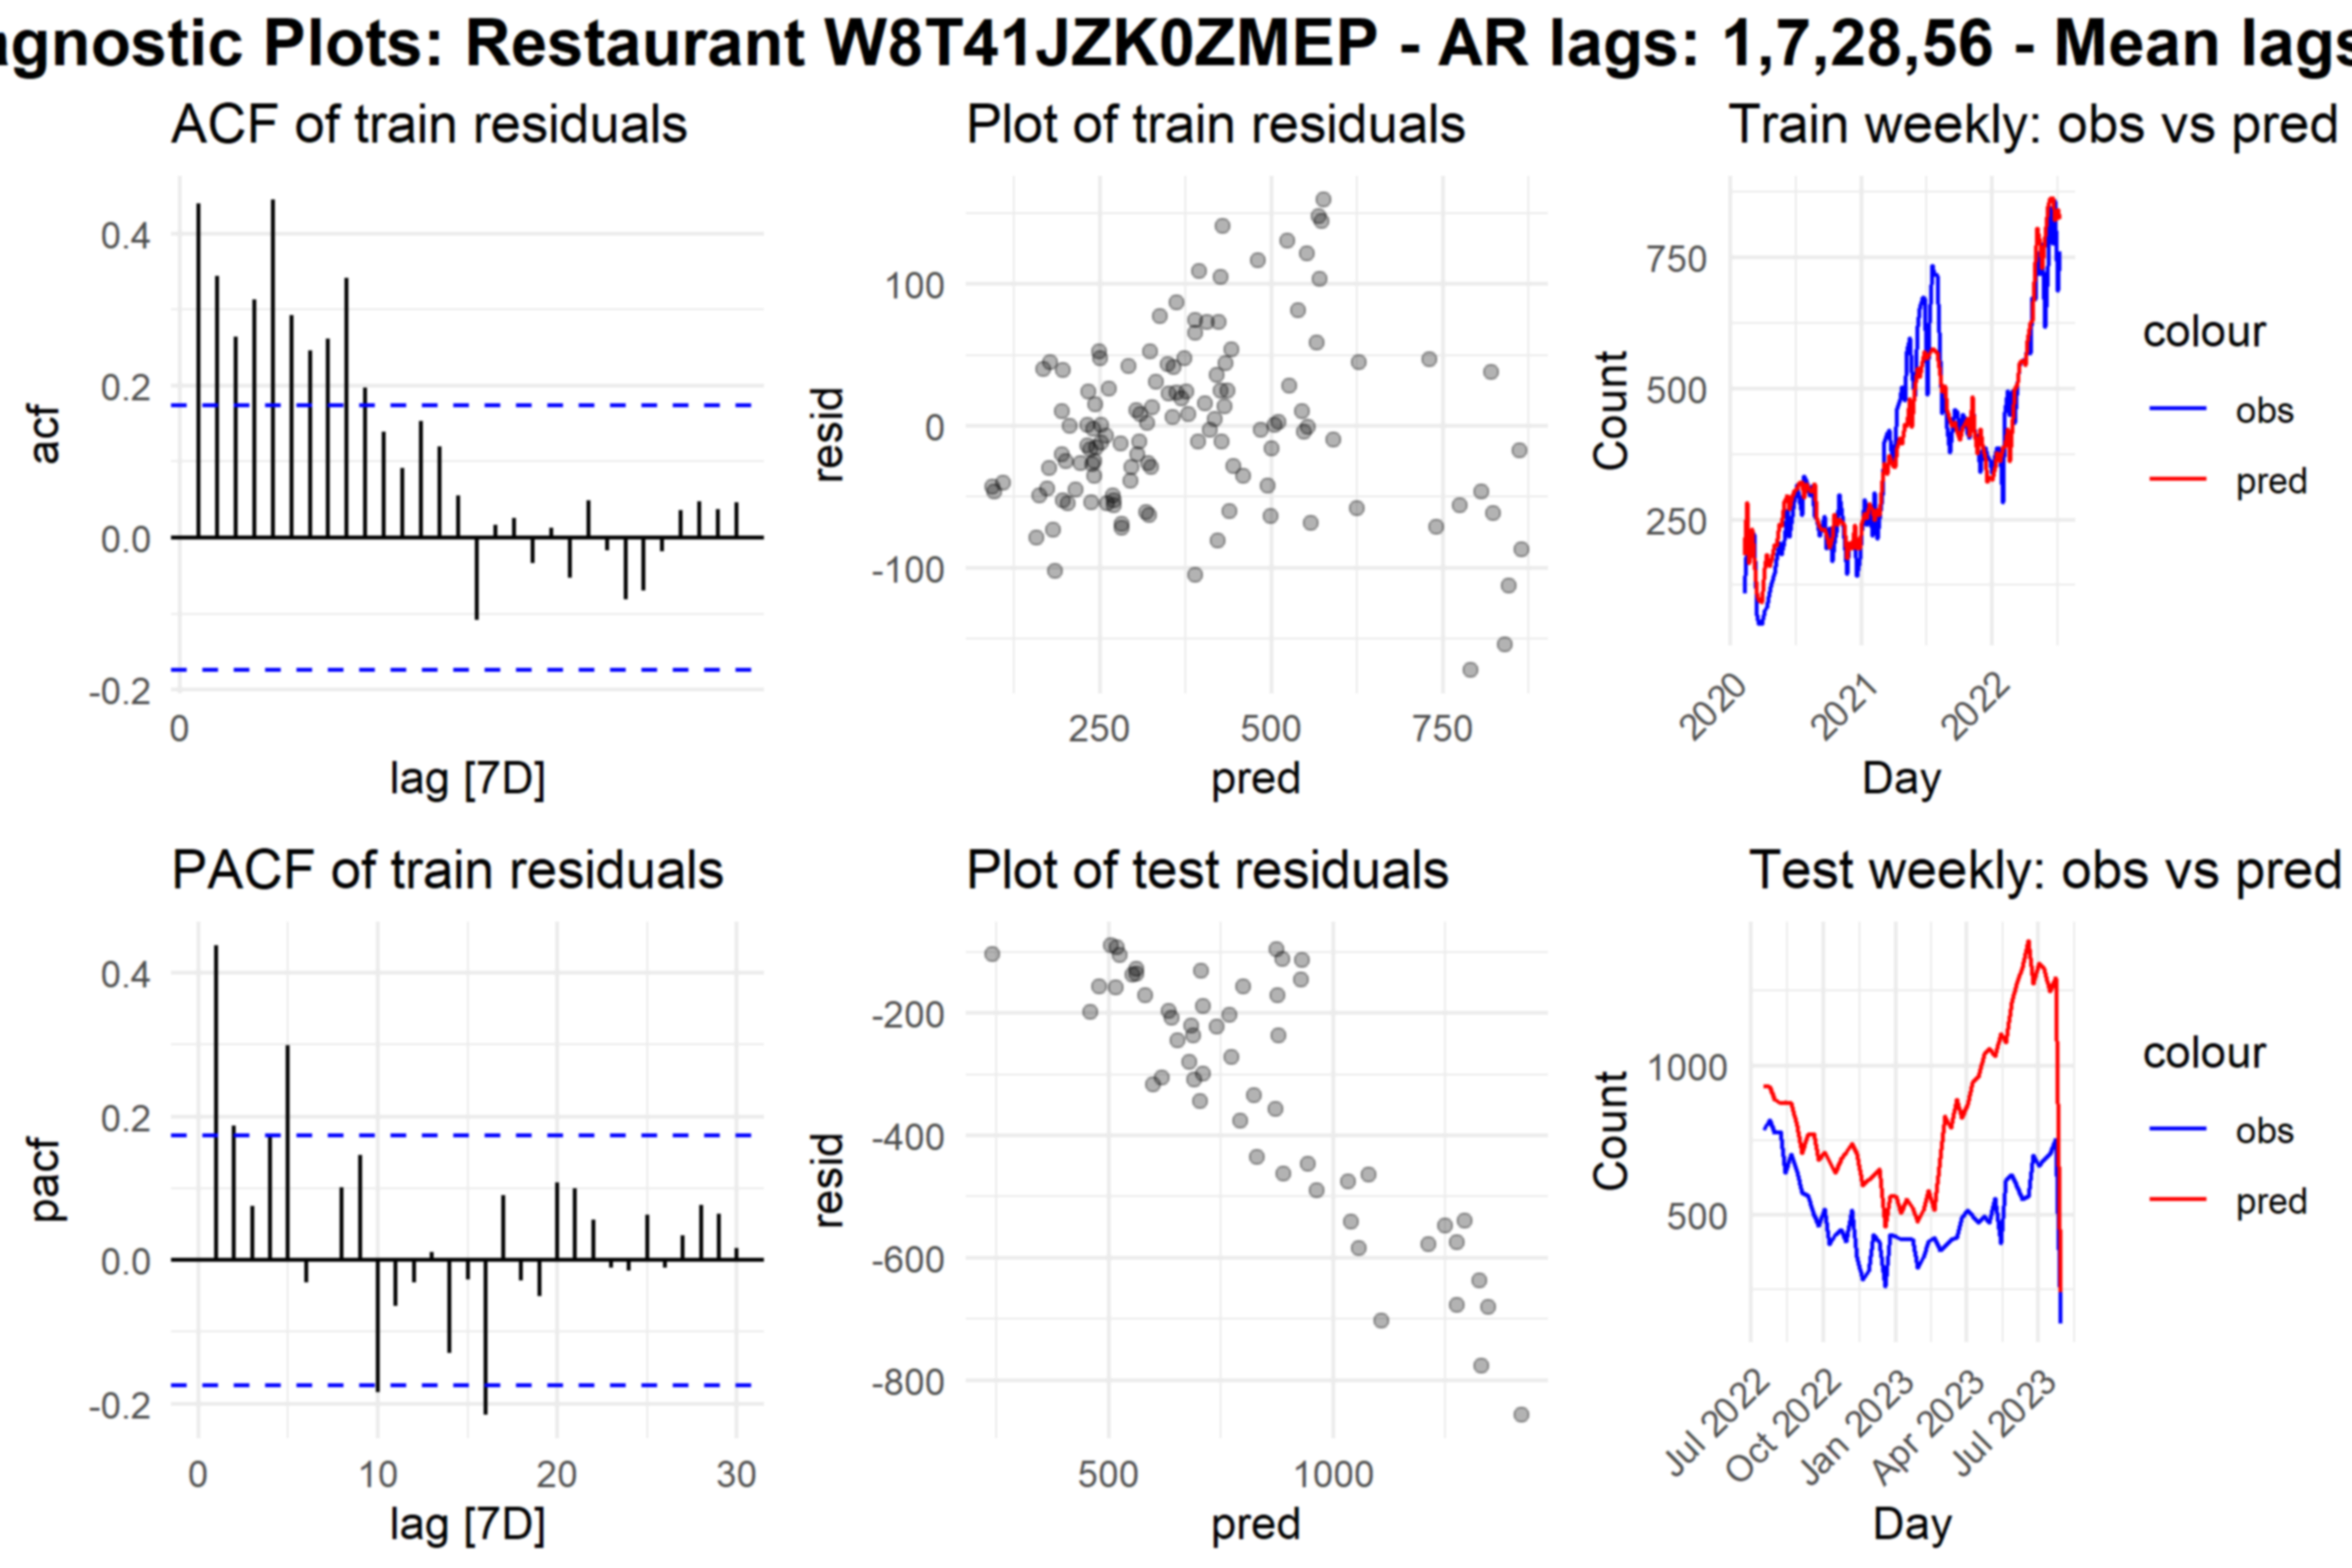 agnostic Plots: Restaurant W8T41JZK0ZMEP - AR lags: 1,7,28,56 - Mean lags
ACF of train residuals
0.4
0.2
0.0
-0.2
acf
0
lag [7D]
Plot of train residuals
100
0
-100
resid
250 500 750
pred
Train weekly: obs vs pred
750
500
250
Count
2020 2021 2022
Day
colour
obs
pred
PACF of train residuals
0.4
0.2
0.0
-0.2
pacf
0 10 20 30
lag [7D]
Plot of test residuals
-200
-400
-600
-800
resid
500 1000
pred
Test weekly: obs vs pred
1000
500
Count
Jul 2022 Oct 2022 Jan 2023 Apr 2023 Jul 2023
Day
colour
obs
pred